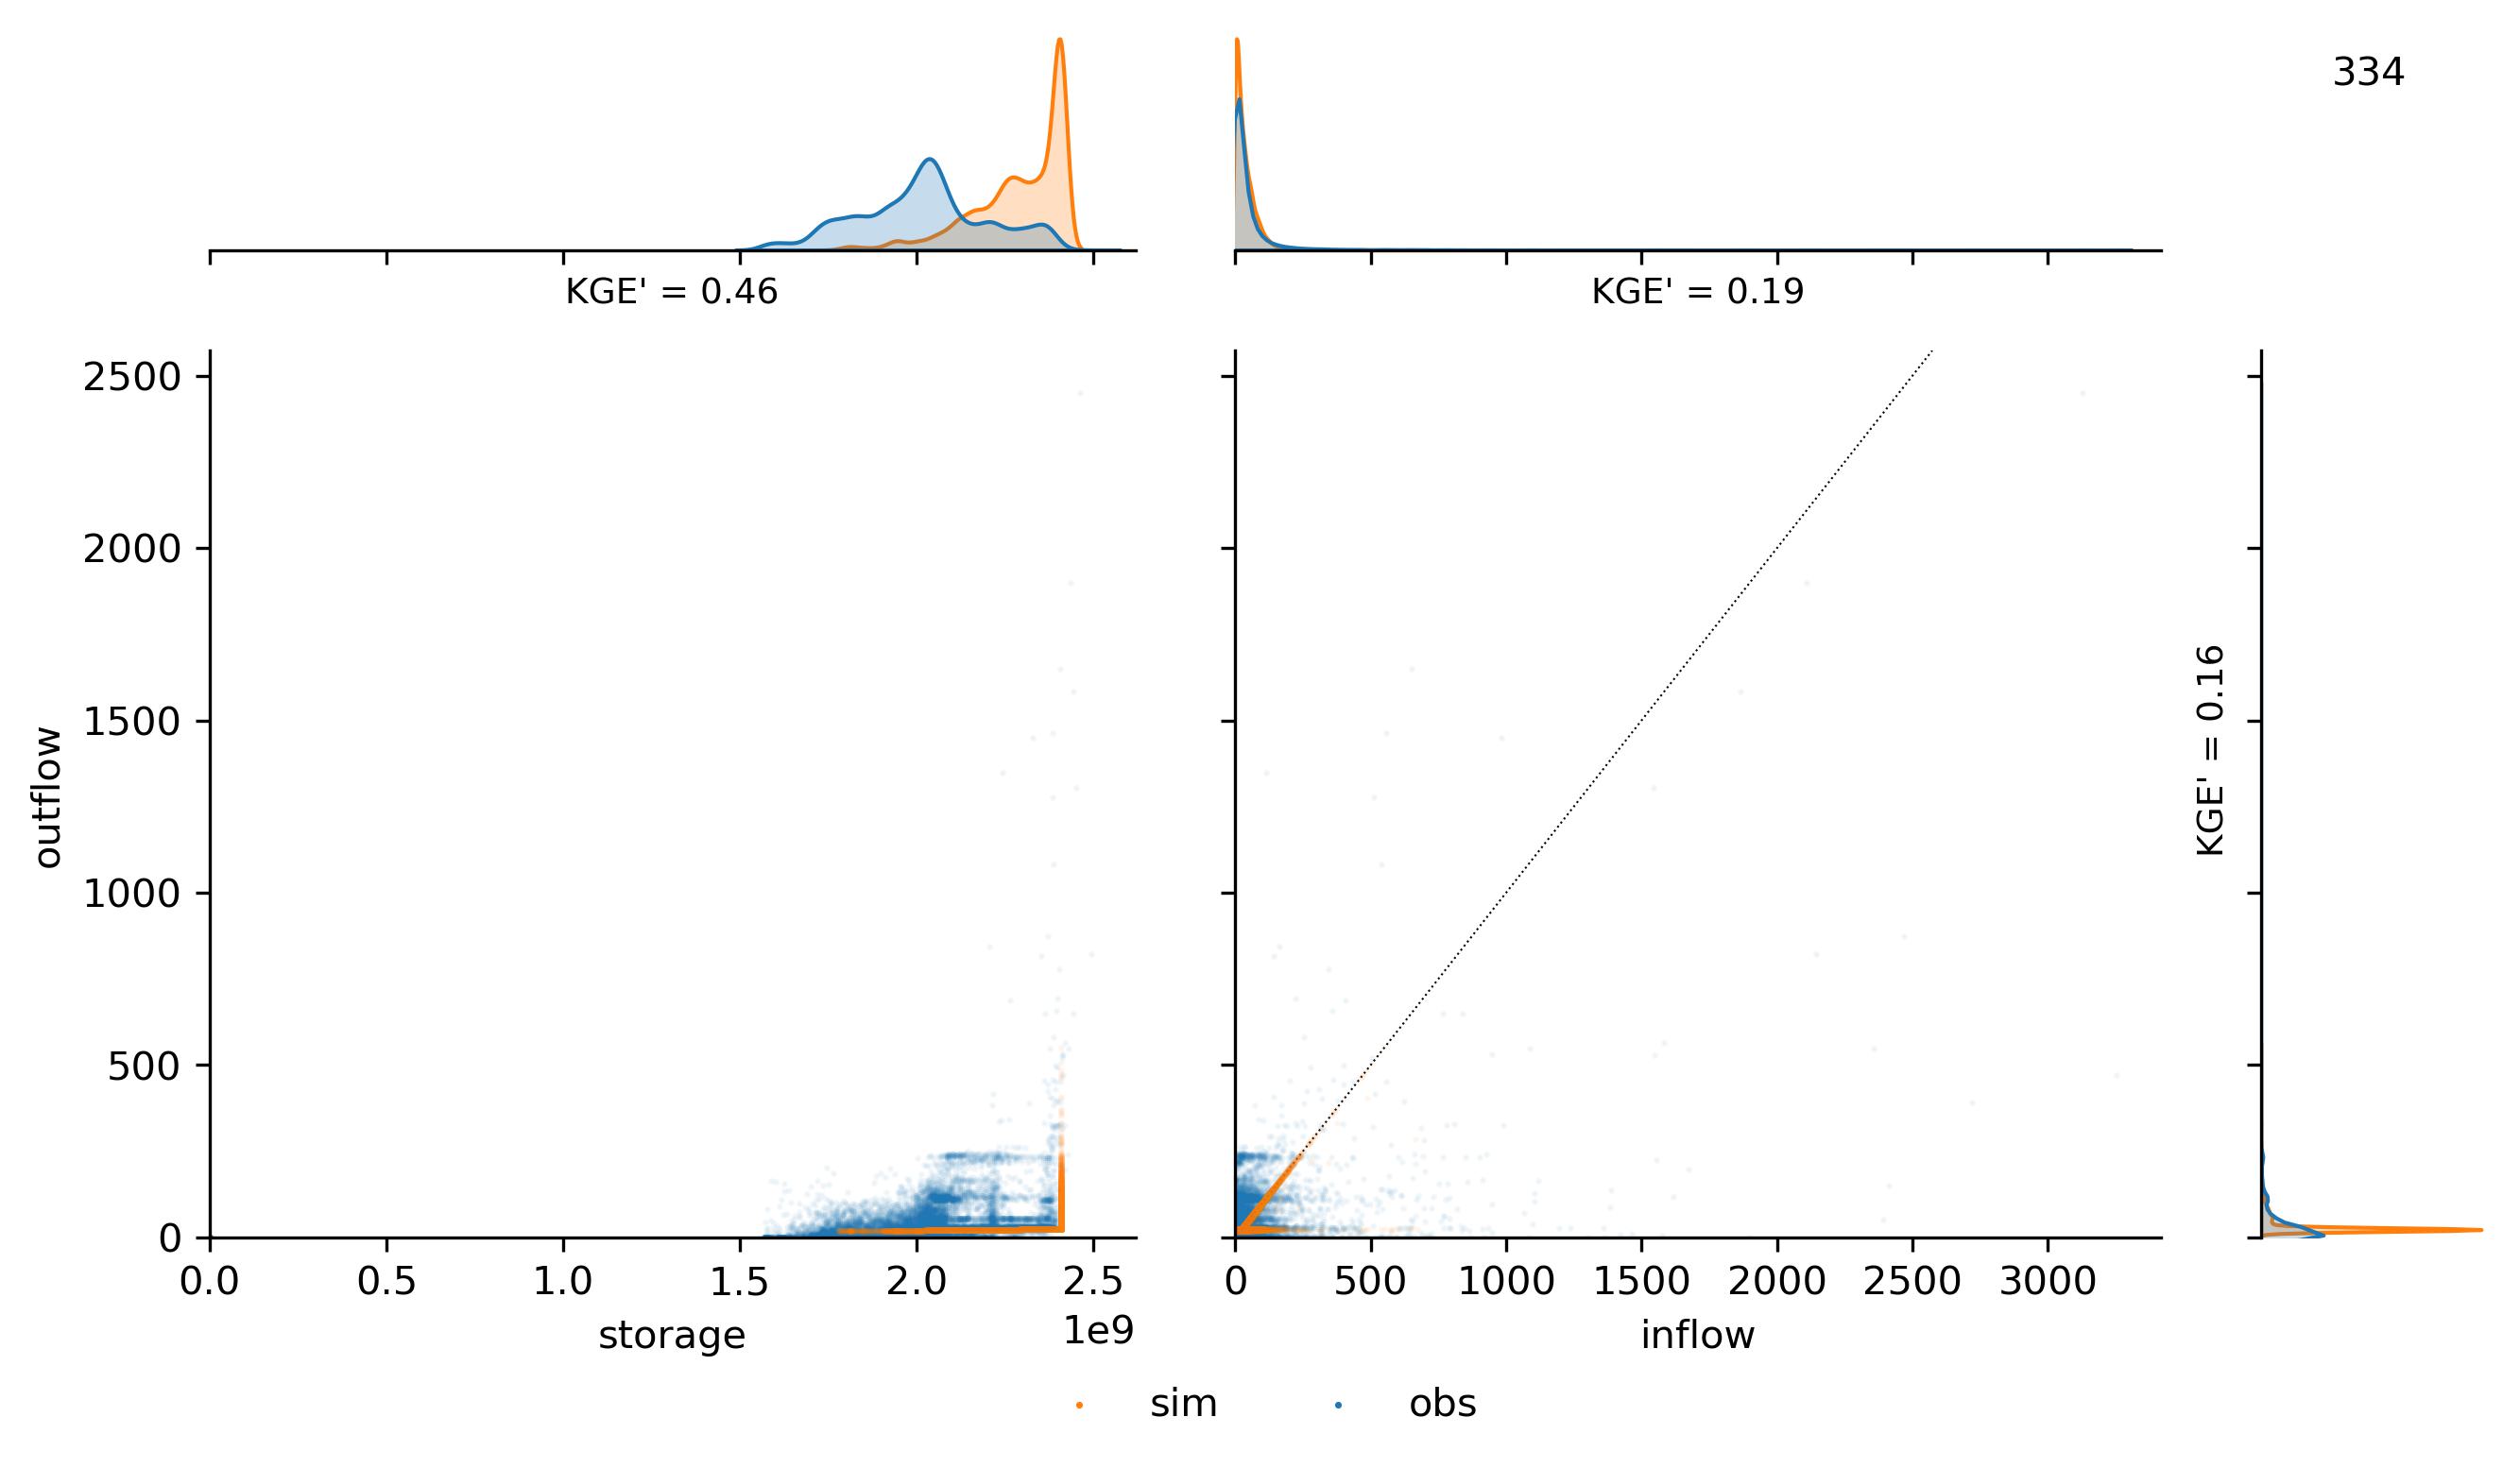 334
KGE' = 0.46
KGE' = 0.19
2500
2000
1500
1000
500
0
outflow
KGE' = 0.16
0.0 0.5 1.0 1.5 2.0 2.5
0 500 1000 1500 2000 2500 3000
1e9
storage
inflow
sim obs